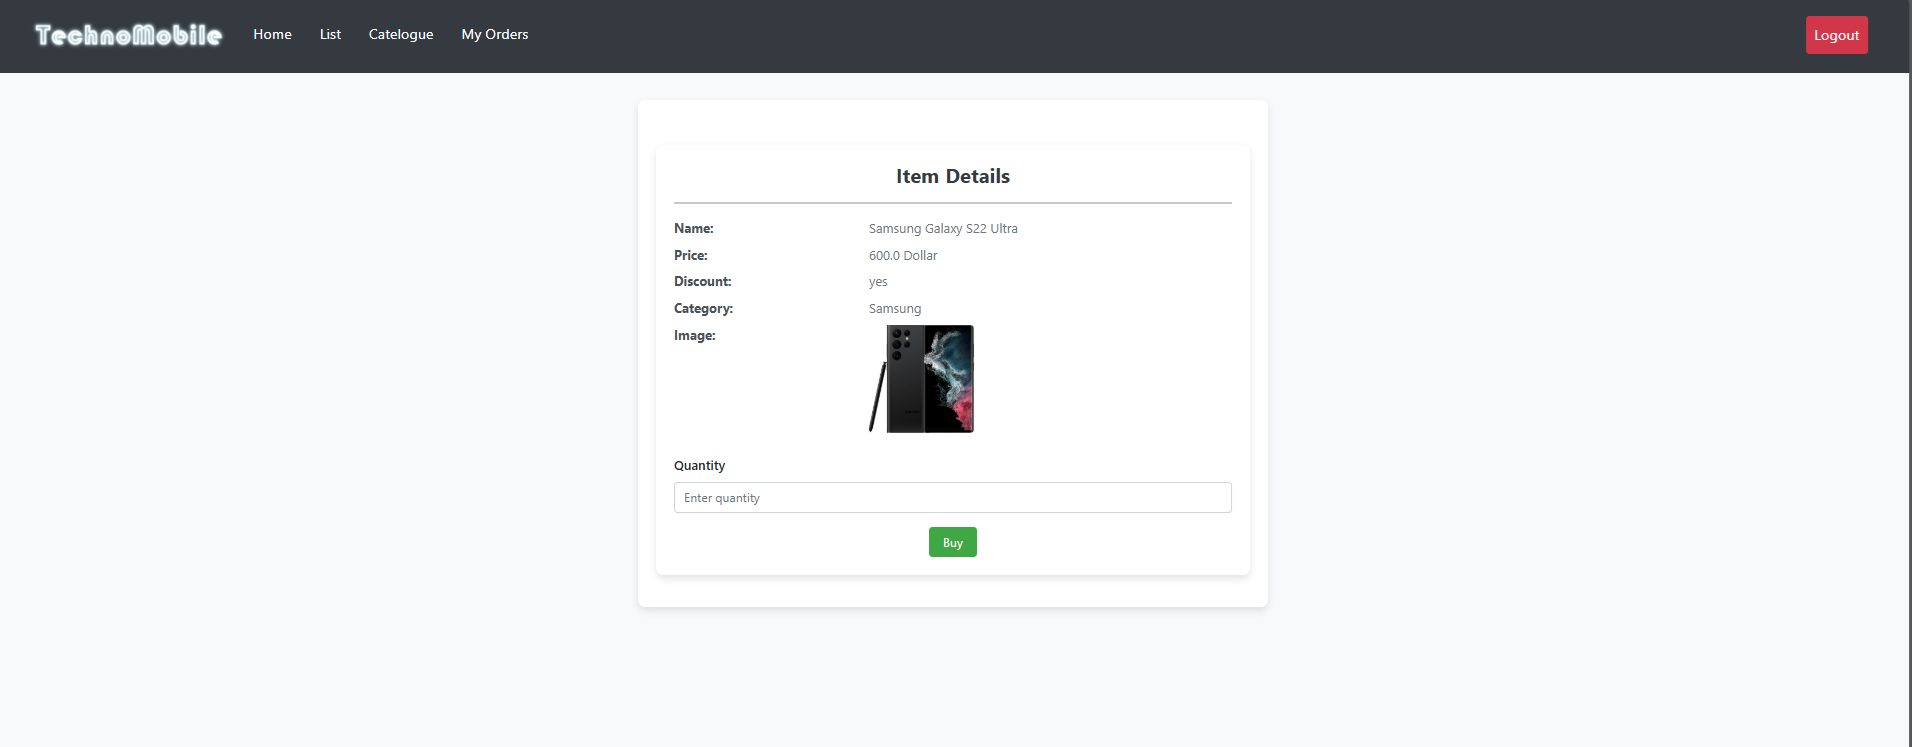 TechnoMobile Home List Catelogue My Orders Logout
Item Details
Name: Samsung Galaxy S22 Ultra
Price: 600.0 Dollar
Discount: yes
Category: Samsung
Image:
Quantity
Enter quantity
Buy